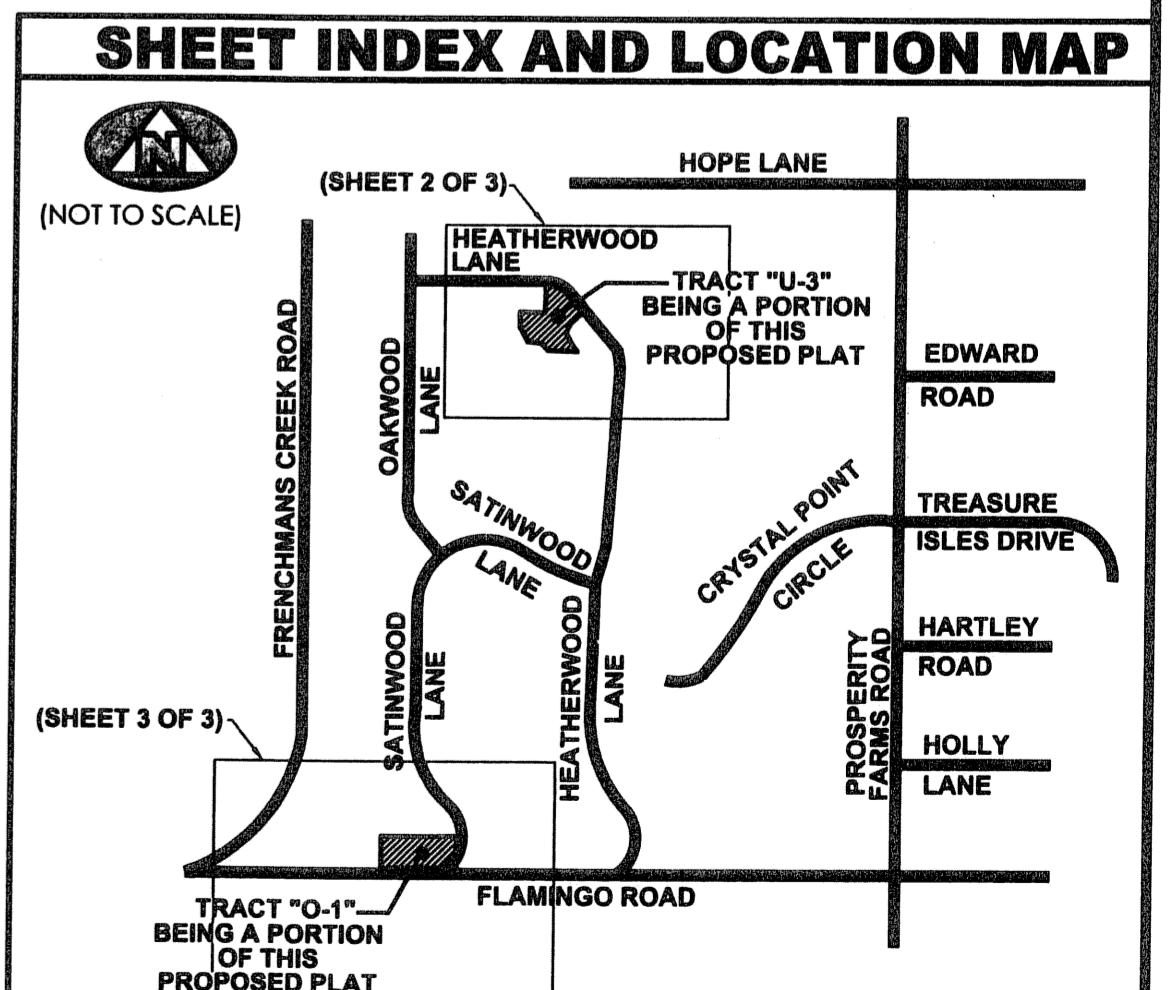 SHEET INDEX AND LOCATION MAP
N
(NOT TO SCALE)
(SHEET 2 OF 3)
HOPE LANE
HEATHERWOOD
LANE
TRACT "U-3"
BEING A PORTION
OF THIS
PROPOSED PLAT
FRENCHMANS CREEK ROAD
OAKWOOD
LANE
EDWARD
ROAD
SATINWOOD
LANE
CRYSTAL POINT
CIRCLE
TREASURE
ISLES DRIVE
SATINWOOD
LANE
HEATHERWOOD
LANE
HARTLEY
ROAD
PROSPERITY
FARMS ROAD
HOLLY
LANE
(SHEET 3 OF 3)
FLAMINGO ROAD
TRACT "O-1"
BEING A PORTION
OF THIS
PROPOSED PLAT